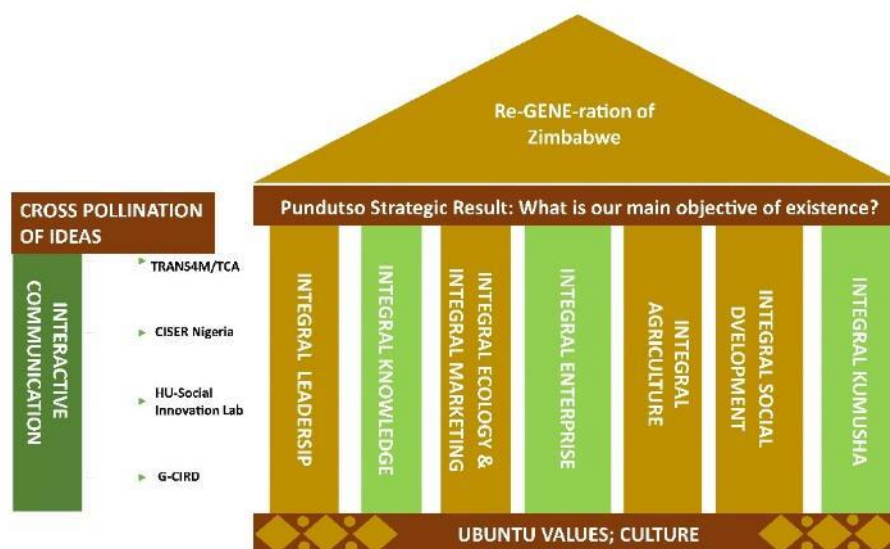 Re-GENE-ration of
Zimbabwe
CROSS POLLINATION
OF IDEAS
Pundutso Strategic Result: What is our main objective of existence?
INTERACTIVE
COMMUNICATION
TRANS4M/TCA
CISER Nigeria
HU-Social
Innovation Lab
G-CIRD
INTEGRAL LEADERSIP
INTEGRAL KNOWLEDGE
INTEGRAL ECOLOGY &
INTEGRAL MARKETING
INTEGRAL ENTERPRISE
INTEGRAL
AGRICULTURE
INTEGRAL SOCIAL
DVELOPMENT
INTEGRAL KUMUSHA
UBUNTU VALUES; CULTURE